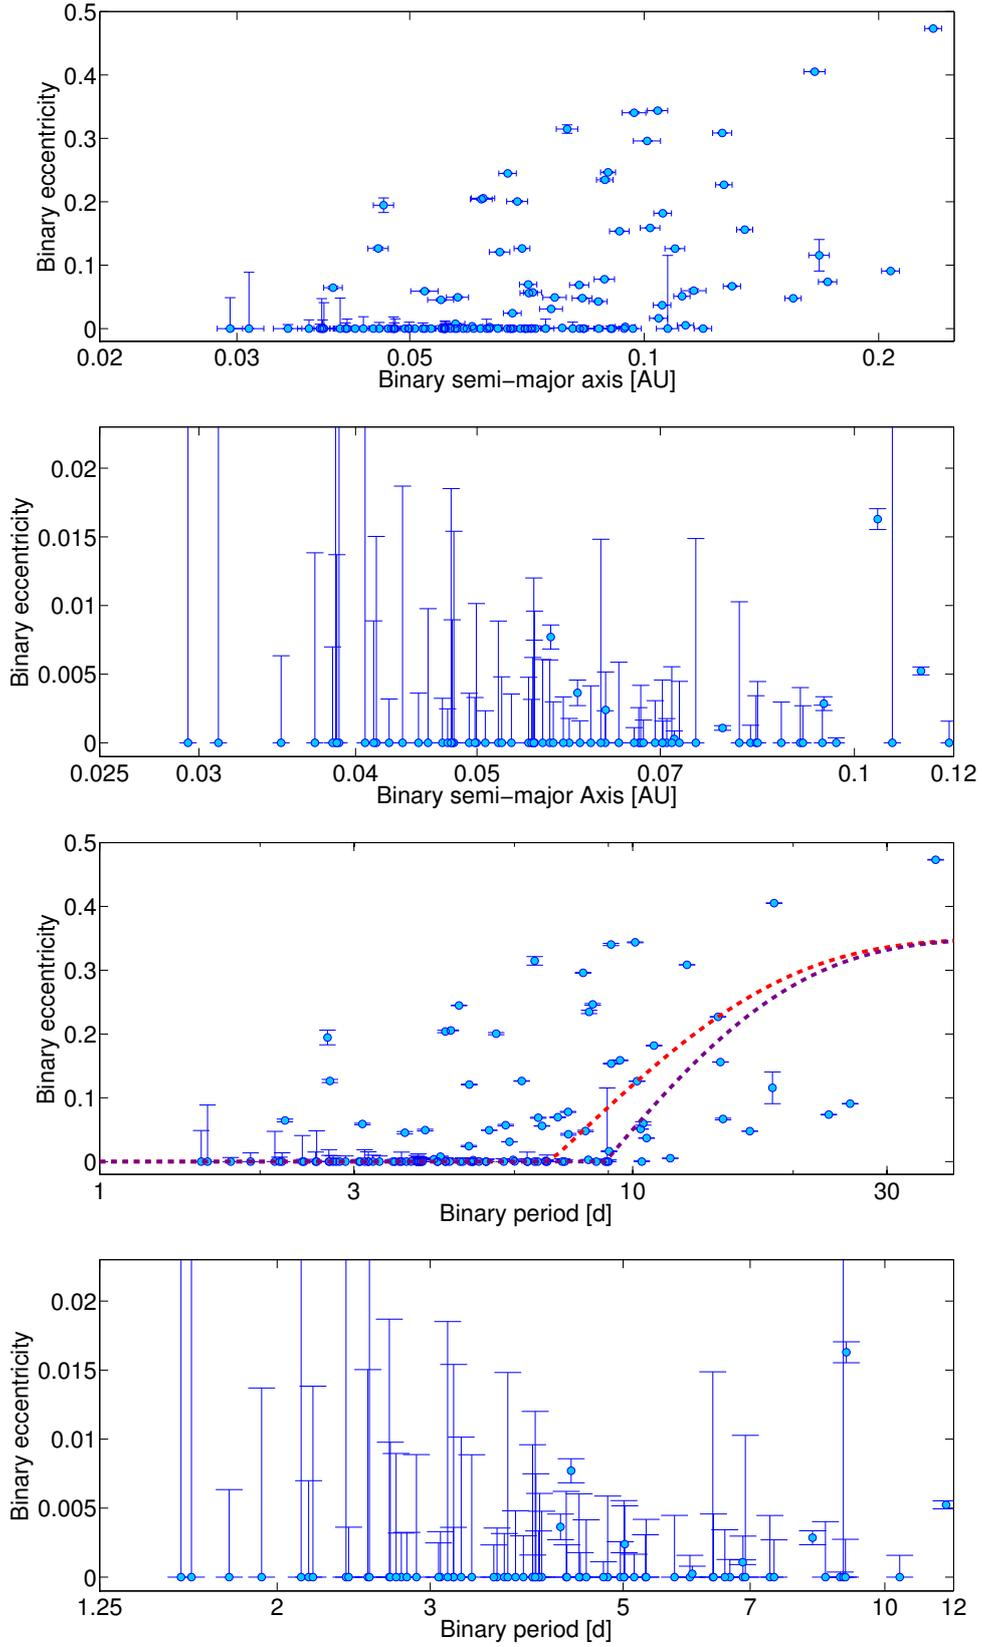 0.5
0.4
0.3
0.2
0.1
0
Binary eccentricity
0.02 0.03 0.05 0.1 0.2
Binary semi−major axis [AU]
0.02
0.015
0.01
0.005
0
Binary eccentricity
0.025 0.03 0.04 0.05 0.07 0.1 0.12
Binary semi−major Axis [AU]
0.5
0.4
0.3
0.2
0.1
0
Binary eccentricity
1 3 10 30
Binary period [d]
0.02
0.015
0.01
0.005
0
Binary eccentricity
1.25 2 3 5 7 10 12
Binary period [d]